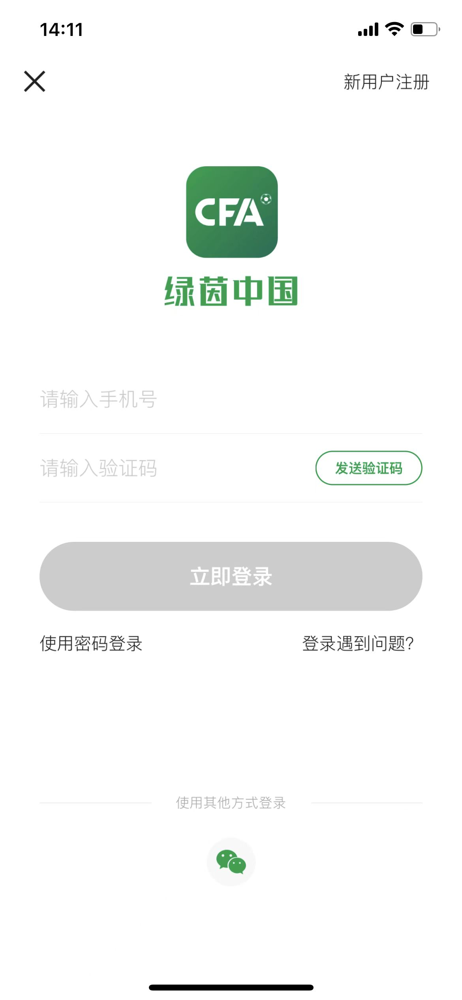 14:11
新用户注册
CFA
绿茵中国
请输入手机号
请输入验证码
发送验证码
立即登录
使用密码登录
登录遇到问题?
使用其他方式登录